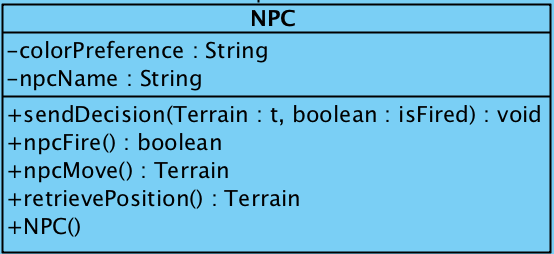 NPC
-colorPreference : String
-npcName : String
+sendDecision(Terrain : t, boolean : isFired) : void
+npcFire() : boolean
+npcMove() : Terrain
+retrievePosition() : Terrain
+NPC()